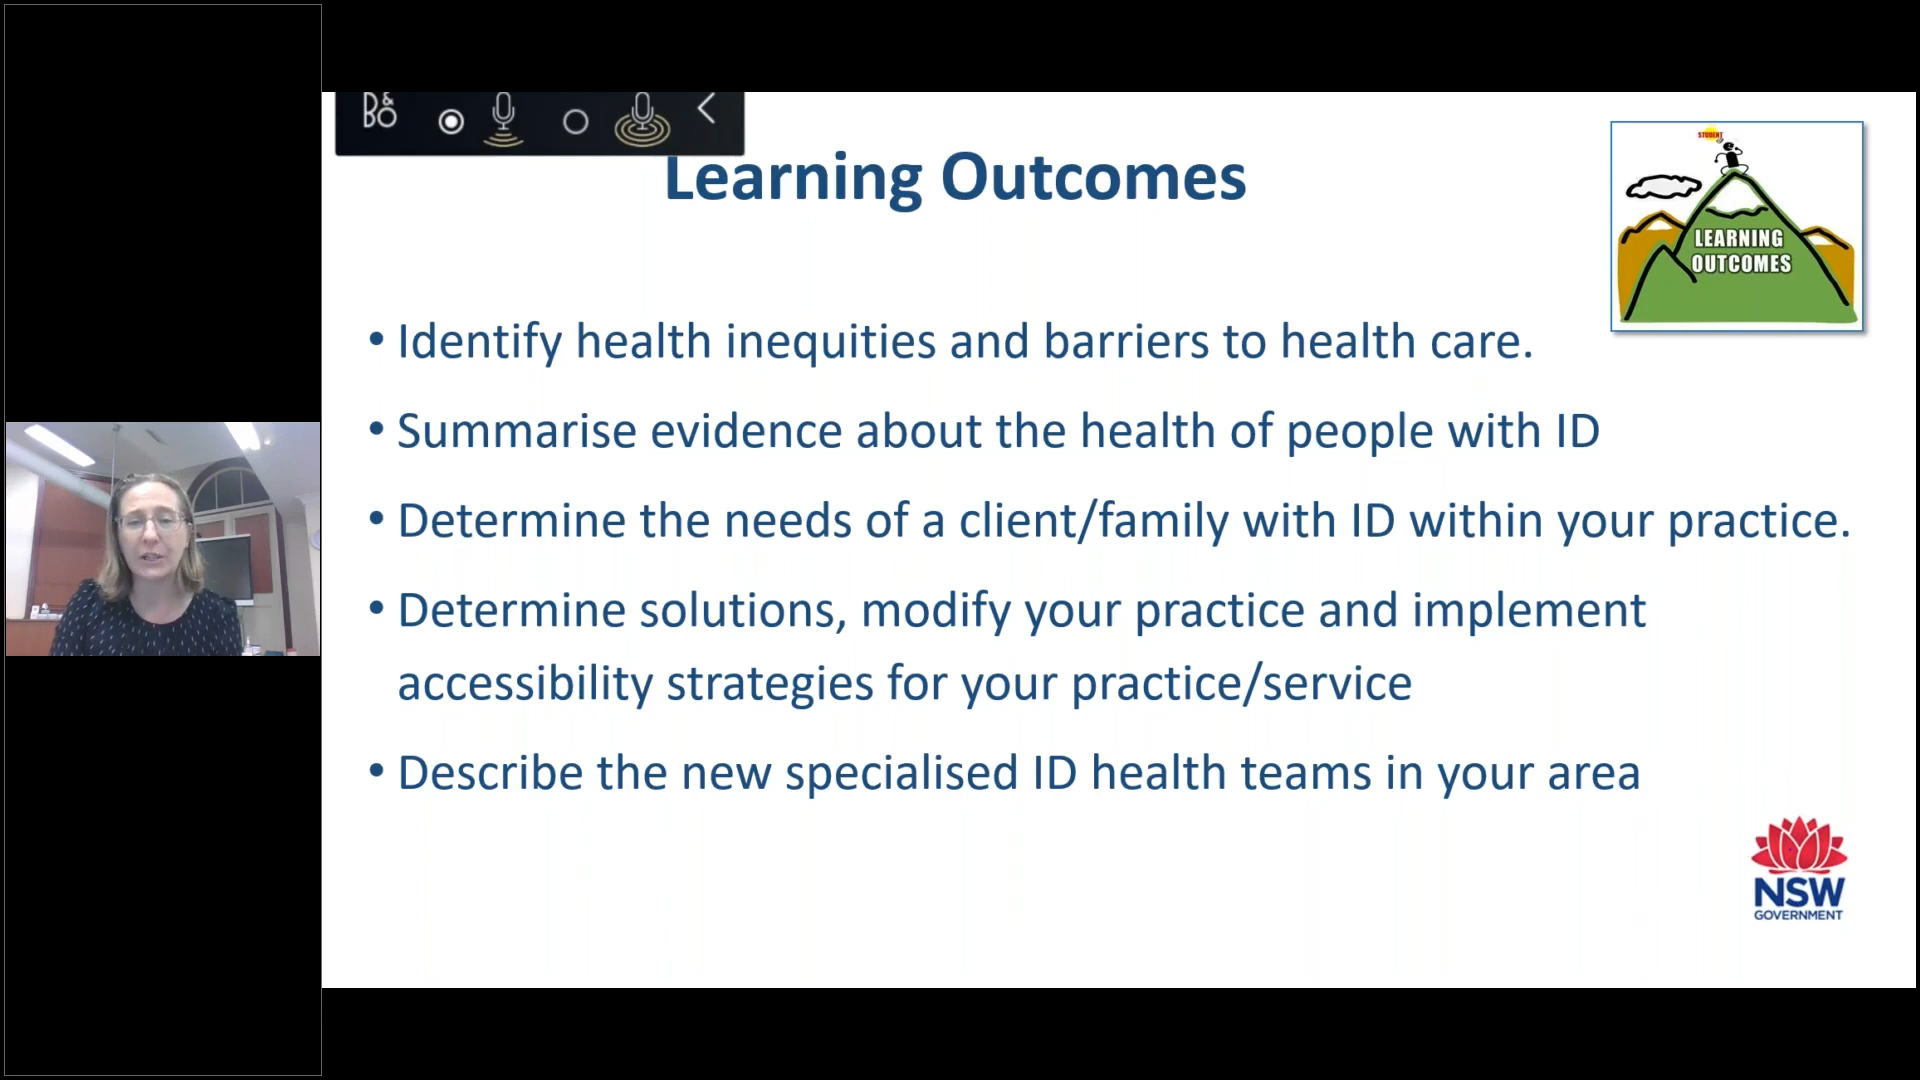 B&O
Learning Outcomes
STUDENT
LEARNING
OUTCOMES
• Identify health inequities and barriers to health care.
• Summarise evidence about the health of people with ID
• Determine the needs of a client/family with ID within your practice.
• Determine solutions, modify your practice and implement
accessibility strategies for your practice/service
• Describe the new specialised ID health teams in your area
NSW
GOVERNMENT